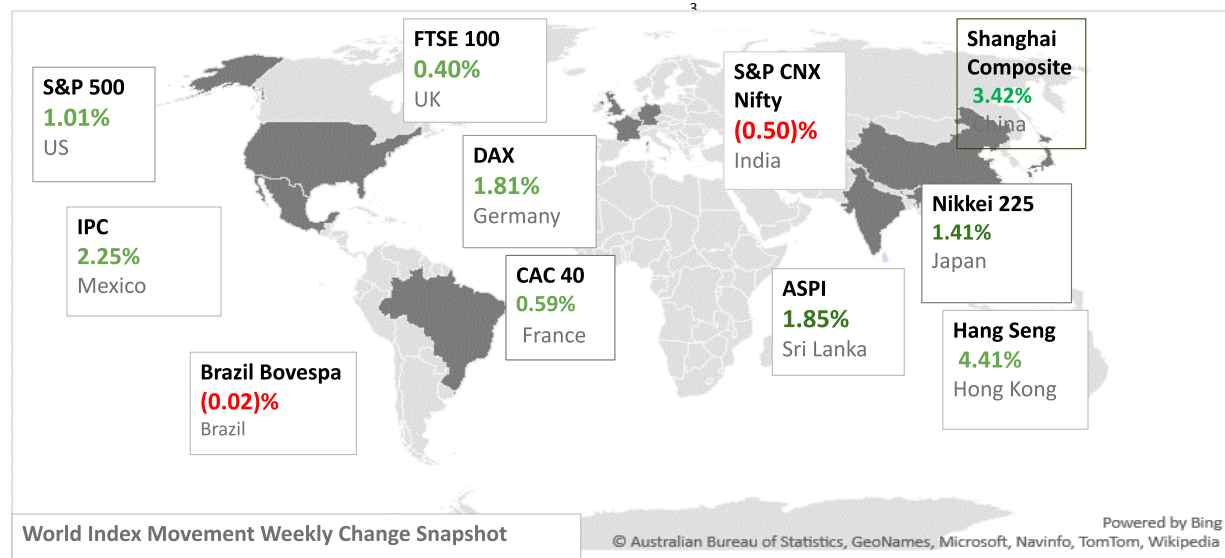 3
S&P 500
1.01%
US
FTSE 100
0.40%
UK
S&P CNX
Nifty
(0.50)%
India
Shanghai
Composite
3.42%
China
DAX
1.81%
Germany
IPC
2.25%
Mexico
Nikkei 225
1.41%
Japan
CAC 40
0.59%
France
ASPI
1.85%
Sri Lanka
Hang Seng
4.41%
Hong Kong
Brazil Bovespa
(0.02)%
Brazil
World Index Movement Weekly Change Snapshot
Powered by Bing
© Australian Bureau of Statistics, GeoNames, Microsoft, Navinfo, TomTom, Wikipedia